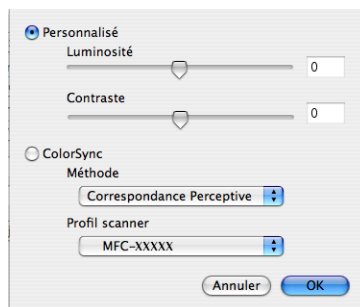 Personnalisé
Luminosité
0
Contraste
0
ColorSync
Méthode
Correspondance Perceptive
Profil scanner
MFC-XXXXX
Annuler OK